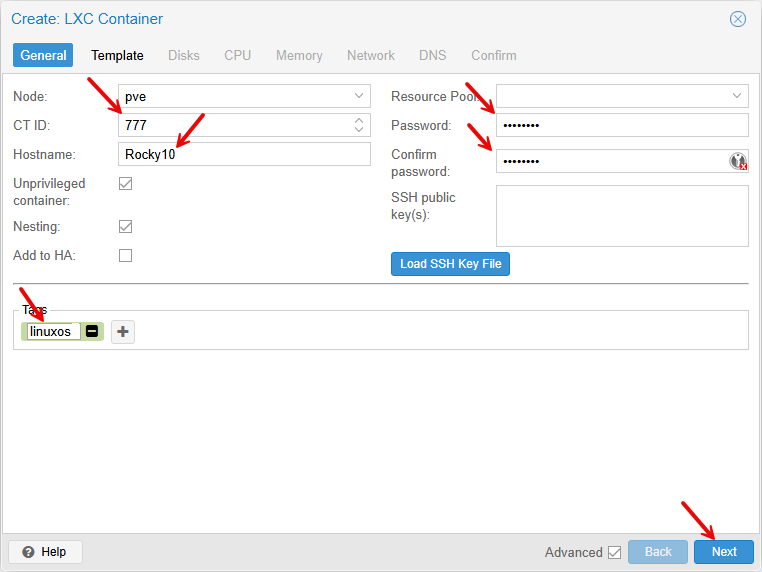 Create: LXC Container
General Template Disks CPU Memory Network DNS Confirm
Node: pve
CT ID: 777
Hostname: Rocky10
Unprivileged container:
Nesting:
Add to HA:
Resource Pool:
Password: ••••••••
Confirm password: ••••••••
SSH public key(s):
Load SSH Key File
Tags
linuxos
Help
Advanced
Back
Next